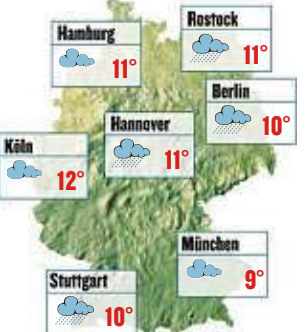 Rostock
11°
Hamburg
11°
Berlin
10°
Hannover
11°
Köln
12°
München
9°
Stuttgart
10°